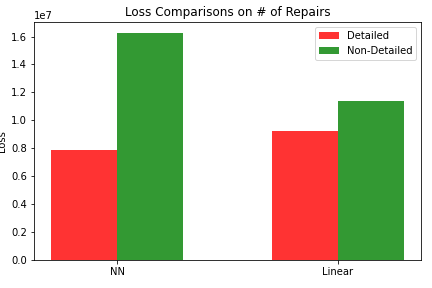 Loss Comparisons on # of Repairs
1e7
1.6
1.4
1.2
1.0
0.8
0.6
0.4
0.2
0.0
Loss
Detailed
Non-Detailed
NN
Linear